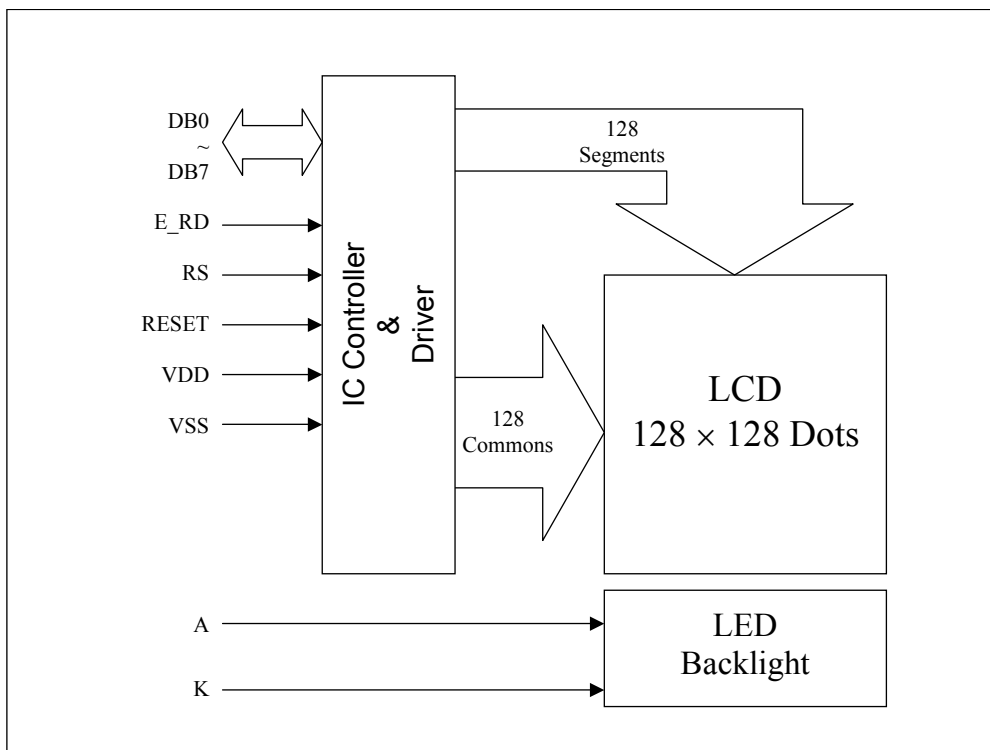 DB0
~
DB7
E_RD
RS
RESET
VDD
VSS
IC Controller
&
Driver
128
Segments
128
Commons
LCD
128 × 128 Dots
A
K
LED
Backlight